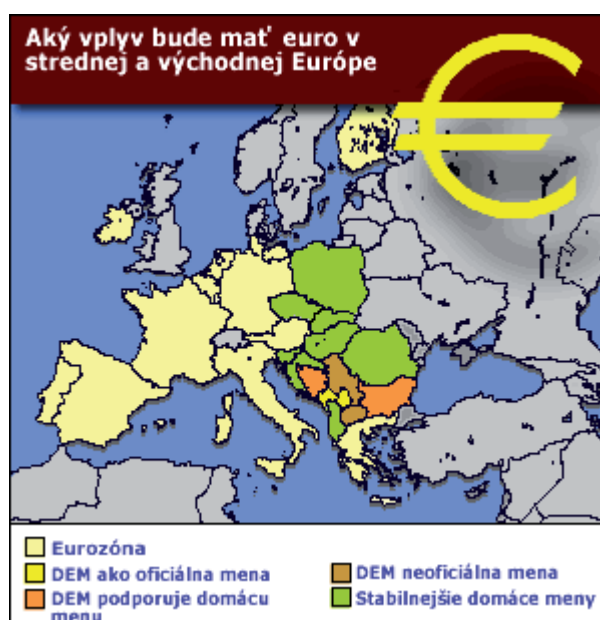 Aký vplyv bude mať euro v
strednej a východnej Európe
€
Eurozóna
DEM ako oficiálna mena
DEM podporuje domácu
menu
DEM neoficiálna mena
Stabilnejšie domáce meny